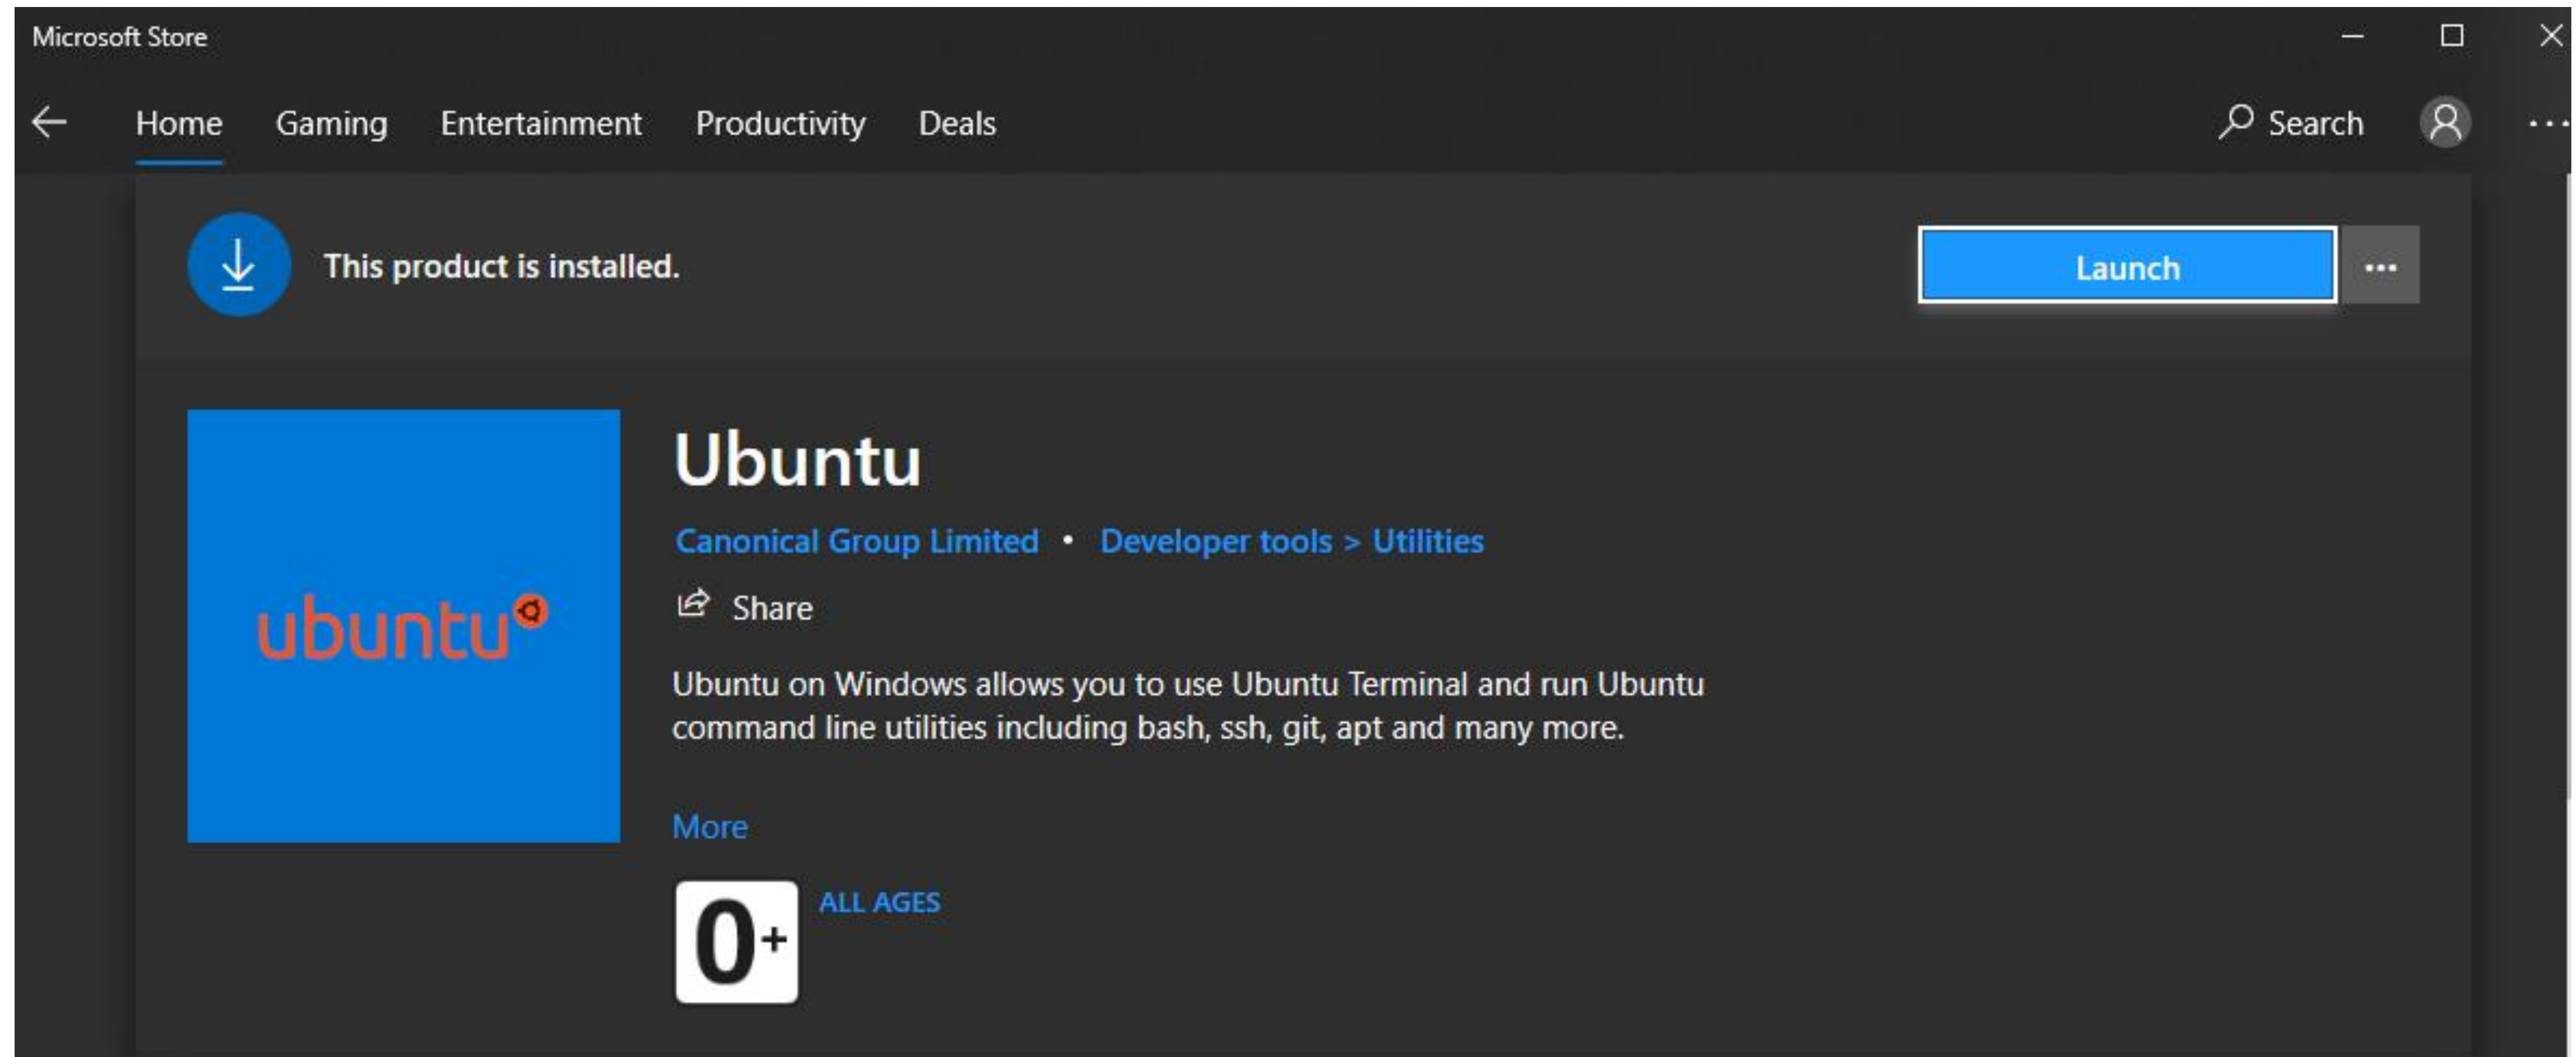 Microsoft Store
Home Gaming Entertainment Productivity Deals Search
This product is installed.
Launch
ubuntu
Ubuntu
Canonical Group Limited • Developer tools > Utilities
Share
Ubuntu on Windows allows you to use Ubuntu Terminal and run Ubuntu
command line utilities including bash, ssh, git, apt and many more.
More
0+ ALL AGES